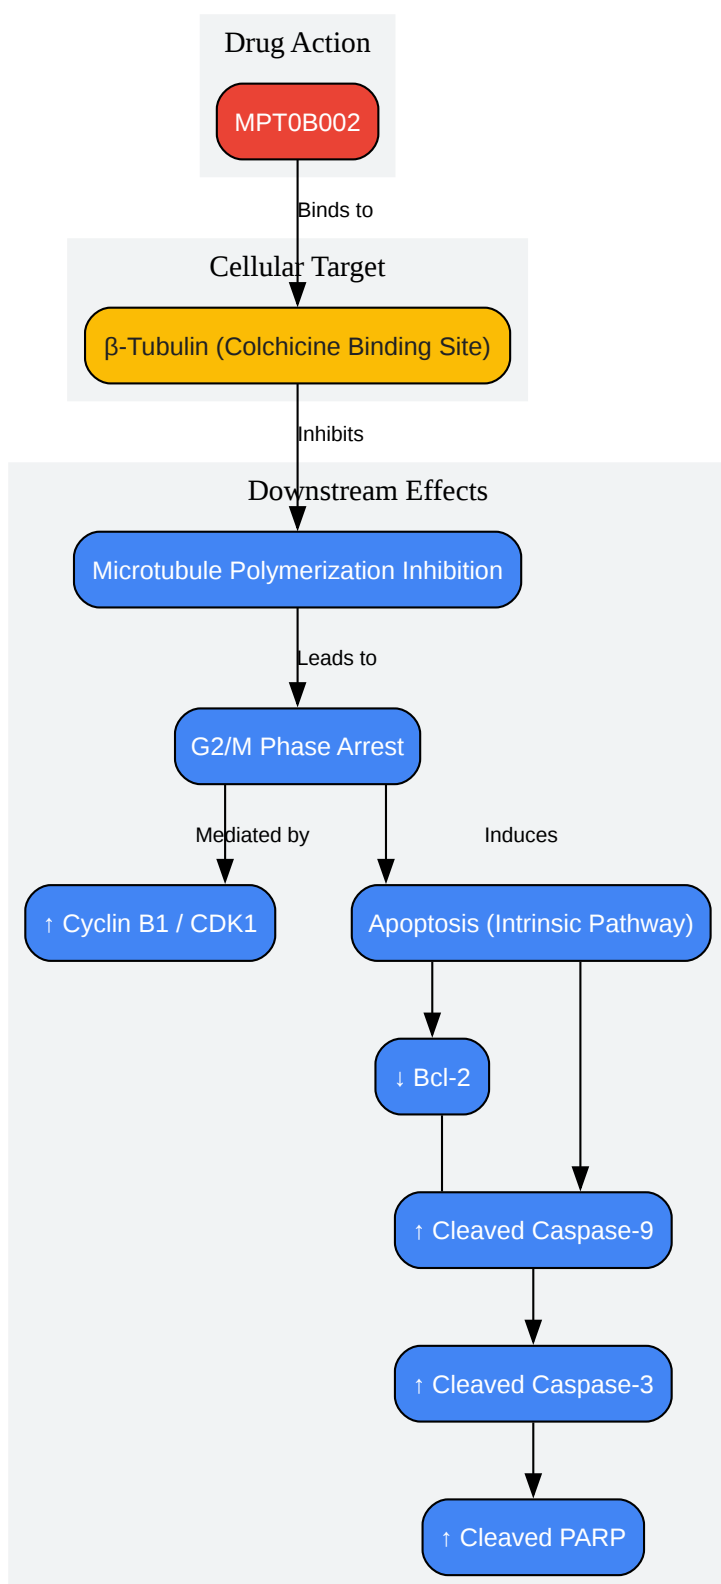 Drug Action
MPT0B002
Binds to
Cellular Target
β-Tubulin (Colchicine Binding Site)
Inhibits
Downstream Effects
Microtubule Polymerization Inhibition
Leads to
G2/M Phase Arrest
Mediated by
Induces
↑ Cyclin B1 / CDK1
Apoptosis (Intrinsic Pathway)
↓ Bcl-2
↑ Cleaved Caspase-9
↑ Cleaved Caspase-3
↑ Cleaved PARP